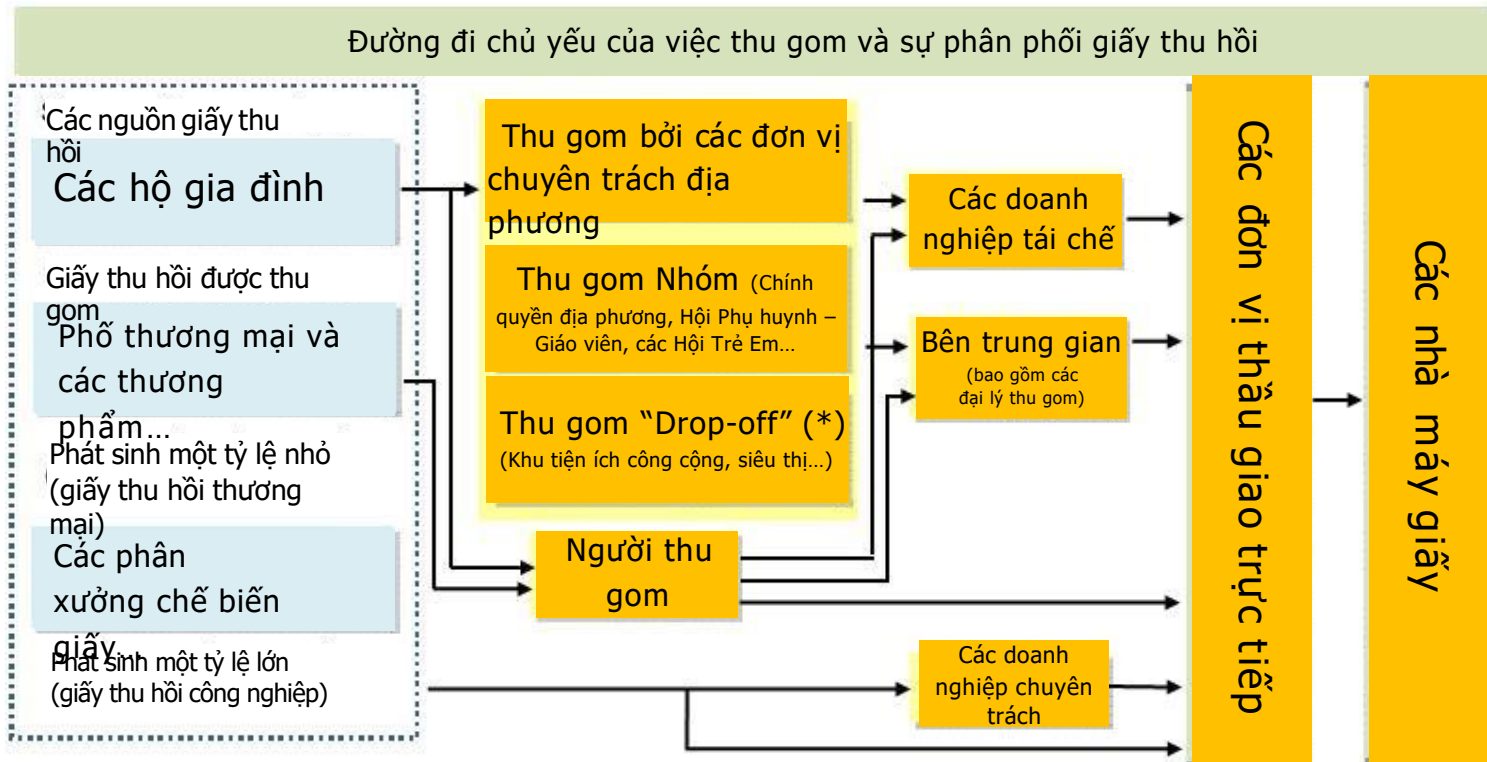 Đường đi chủ yếu của việc thu gom và sự phân phối giấy thu hồi
Các nguồn giấy thu
hồi
Các hộ gia đình
Giấy thu hồi được thu
gom
Phố thương mại và
các thương
phẩm...
Phát sinh một tỷ lệ nhỏ
(giấy thu hồi thương
mại)
Các phân
xưởng chế biến
giấy...
Phát sinh một tỷ lệ lớn
(giấy thu hồi công nghiệp)
Thu gom bởi các đơn vị
chuyên trách địa
phương
Thu gom Nhóm (Chính
quyền địa phương, Hội Phụ huynh –
Giáo viên, các Hội Trẻ Em...
Thu gom “Drop-off” (*)
(Khu tiện ích công cộng, siêu thị...)
Người thu
gom
Các doanh
nghiệp tái chế
Bên trung gian
(bao gồm các
đại lý thu gom)
Các doanh
nghiệp chuyên
trách
Các đơn vị thầu giao trực tiếp
Các nhà máy giấy